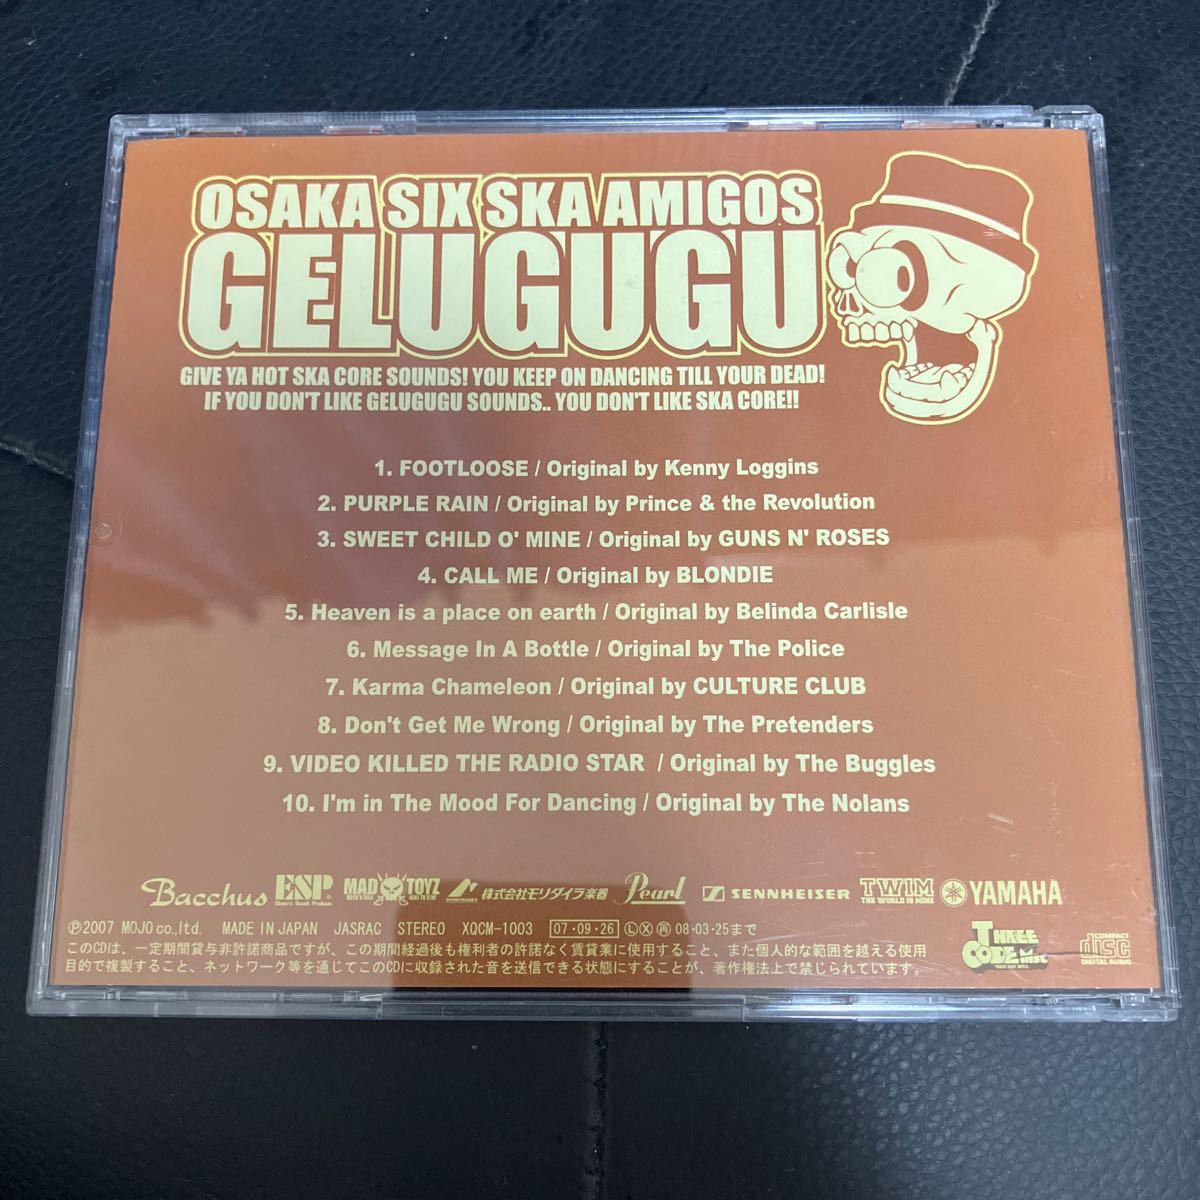 OSAKA SIX SKA AMIGOS
GELUGUGU
GIVE YA HOT SKA CORE SOUNDS! YOU KEEP ON DANCING TILL YOUR DEAD!
IF YOU DON'T LIKE GELUGUGU SOUNDS.. YOU DON'T LIKE SKA CORE!!
1. FOOTLOOSE / Original by Kenny Loggins
2. PURPLE RAIN / Original by Prince & the Revolution
3. SWEET CHILD O' MINE / Original by GUNS N' ROSES
4. CALL ME / Original by BLONDIE
5. Heaven is a place on earth / Original by Belinda Carlisle
6. Message In A Bottle / Original by The Police
7. Karma Chameleon / Original by CULTURE CLUB
8. Don't Get Me Wrong / Original by The Pretenders
9. VIDEO KILLED THE RADIO STAR / Original by The Buggles
10. I'm in The Mood For Dancing / Original by The Nolans
Bacchus ESP MAD TOYZ 株式会社モリダイラ楽器 Pearl SENNHEISER TWIM THE WORLD IS MINE YAMAHA
℗2007 MOJO co.,ltd. MADE IN JAPAN JASRAC STEREO XQCM-1003 07・09・26 Ⓛ Ⓧ 再 08・03・25まで
このCDは、一定期間貸与非許諾商品ですが、この期間経過後も権利者の許諾なく賃貸業に使用すること、また個人的な範囲を越える使用
目的で複製すること、ネットワーク等を通じてこのCDに収録された音を送信できる状態にすることが、著作権法上で禁じられています。
THREE CODE
COMPACT disc DIGITAL AUDIO